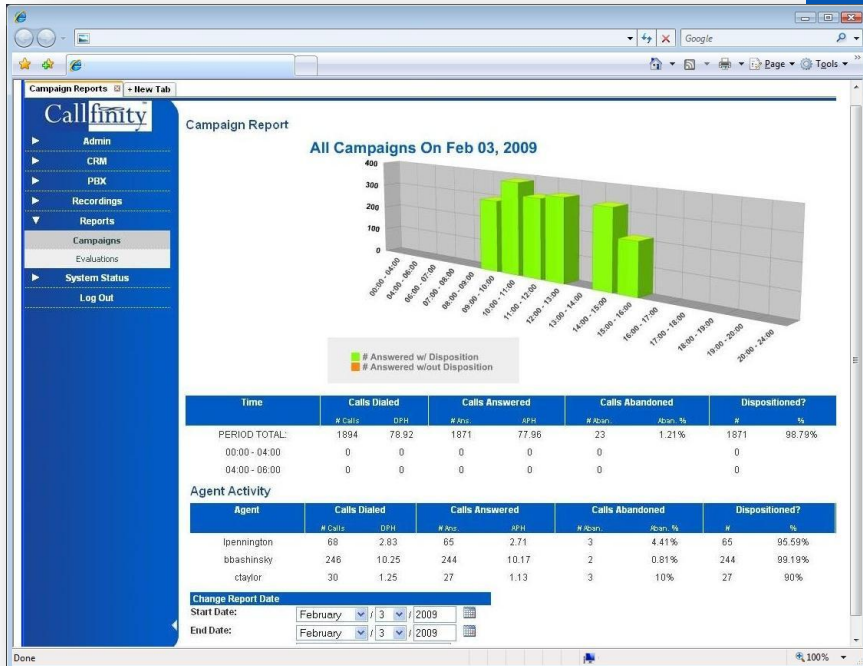 Google
Page Tools
Campaign Reports + New Tab
Callfinity
Admin
CRM
PBX
Recordings
Reports
Campaigns
Evaluations
System Status
Log Out
Campaign Report
All Campaigns On Feb 03, 2009
400
300
200
100
0
00:00 - 04:00
04:00 - 06:00
06:00 - 07:00
07:00 - 08:00
08:00 - 09:00
09:00 - 10:00
10:00 - 11:00
11:00 - 12:00
12:00 - 13:00
13:00 - 14:00
14:00 - 15:00
15:00 - 16:00
16:00 - 17:00
17:00 - 18:00
18:00 - 19:00
19:00 - 20:00
20:00 - 24:00
# Answered w/ Disposition
# Answered w/out Disposition
Time Calls Dialed Calls Answered Calls Abandoned Dispositioned?
# Calls DPH # Ans. APH # Aban. Aban. % # %
PERIOD TOTAL: 1894 78.92 1871 77.96 23 1.21% 1871 98.79%
00:00 - 04:00 0 0 0 0 0 0
04:00 - 06:00 0 0 0 0 0 0
Agent Activity
Agent Calls Dialed Calls Answered Calls Abandoned Dispositioned?
# Calls DPH # Ans. APH # Aban. Aban. % # %
lpennington 68 2.83 65 2.71 3 4.41% 65 95.59%
bbashinsky 246 10.25 244 10.17 2 0.81% 244 99.19%
ctaylor 30 1.25 27 1.13 3 10% 27 90%
Change Report Date
Start Date: February / 3 / 2009
End Date: February / 3 / 2009
Done 100%